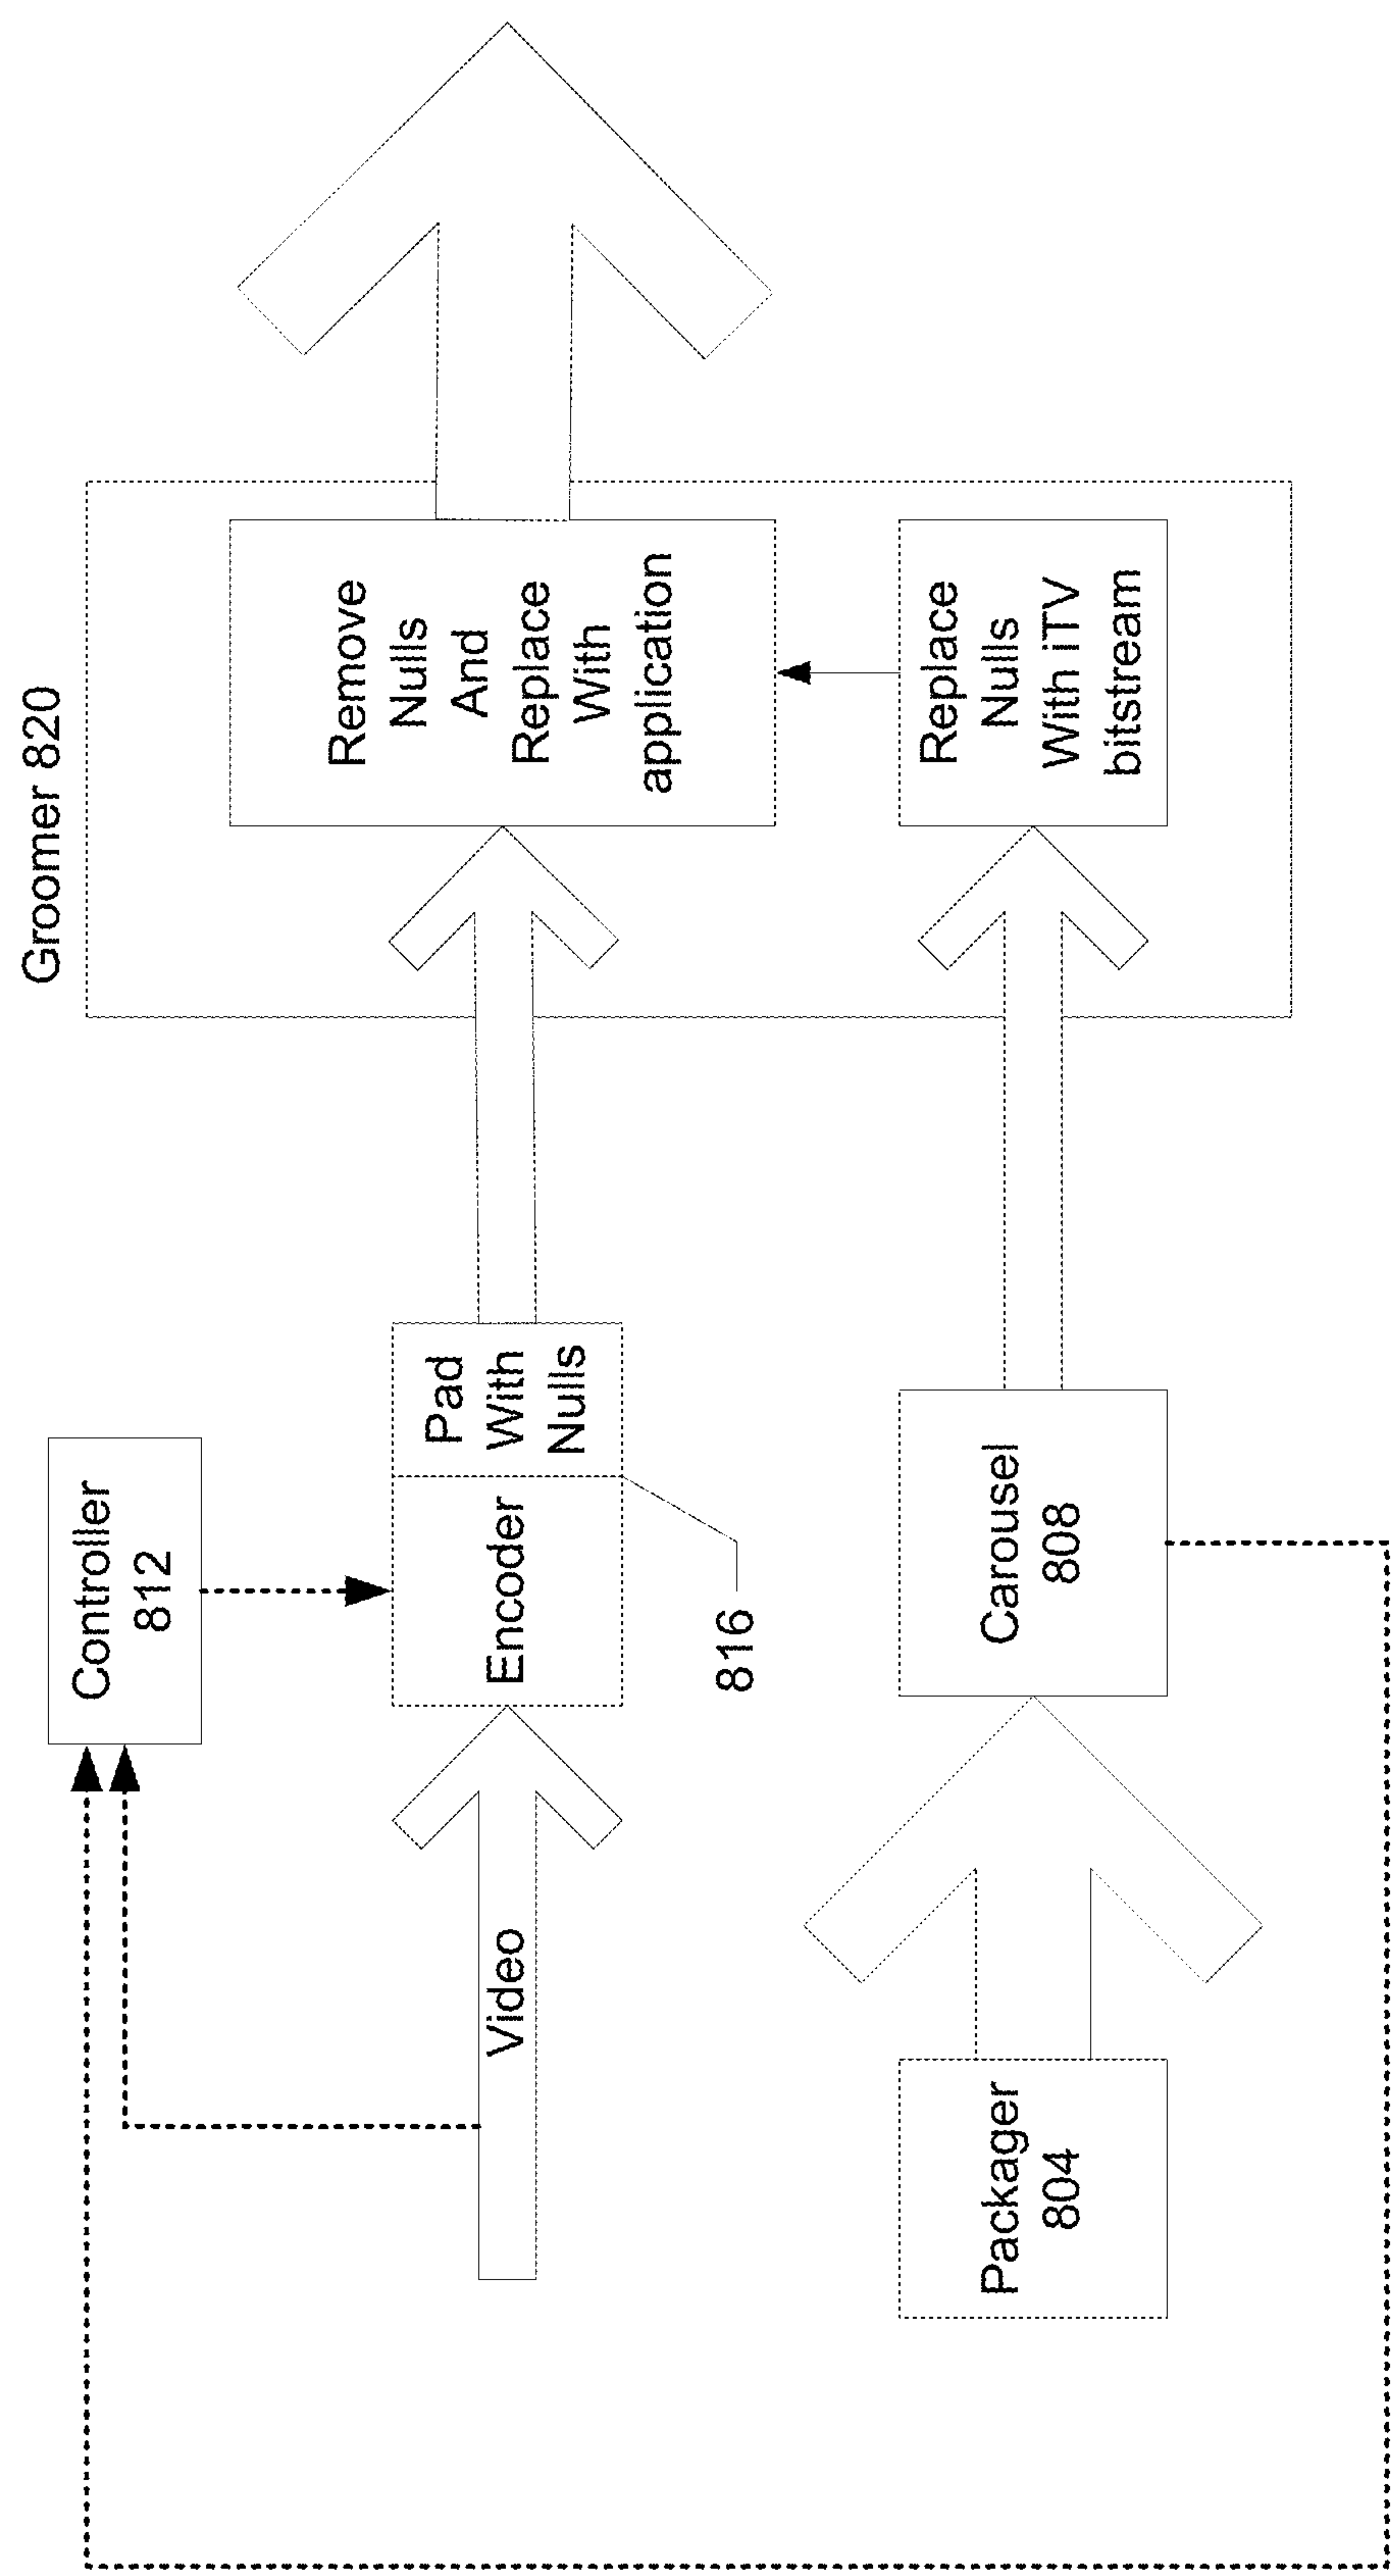 Groomer 820
Controller
812
Video
Encoder
Pad
With
Nulls
816
Remove
Nulls
And
Replace
With
application
Packager
804
Carousel
808
Replace
Nulls
With iTV
bitstream